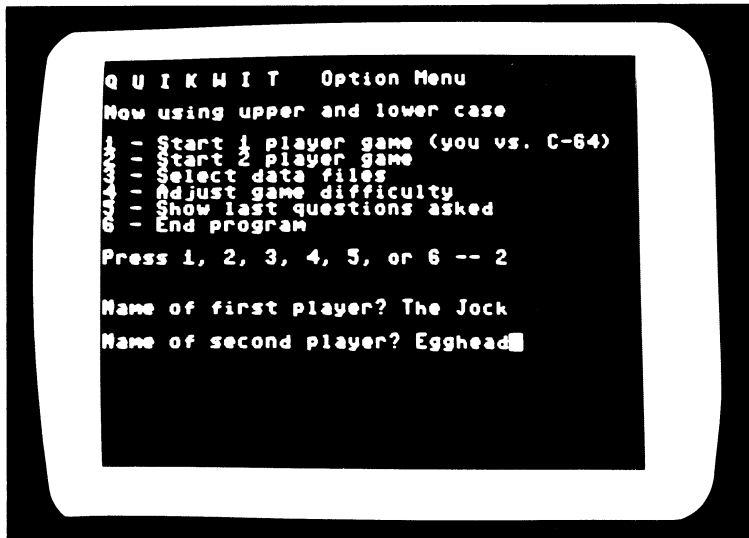 Q U I K W I T   Option Menu
Now using upper and lower case
1 - Start 1 player game (you vs. C-64)
2 - Start 2 player game
3 - Select data files
4 - Adjust game difficulty
5 - Show last questions asked
6 - End program
Press 1, 2, 3, 4, 5, or 6 -- 2
Name of first player? The Jock
Name of second player? Egghead